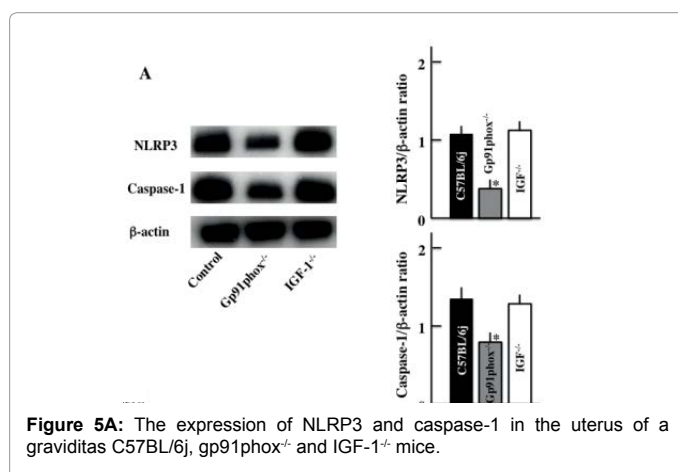 A
NLRP3
Caspase-1
β-actin
Control
Gp91phox-/-
IGF-1-/-
NLRP3/β-actin ratio
2
1
0
C57BL/6j
Gp91phox-/-
*
IGF-/-
Caspase-1/β-actin ratio
2
1
C57BL/6j
Gp91phox-/-
*
IGF-/-
Figure 5A: The expression of NLRP3 and caspase-1 in the uterus of a
graviditas C57BL/6j, gp91phox-/- and IGF-1-/- mice.